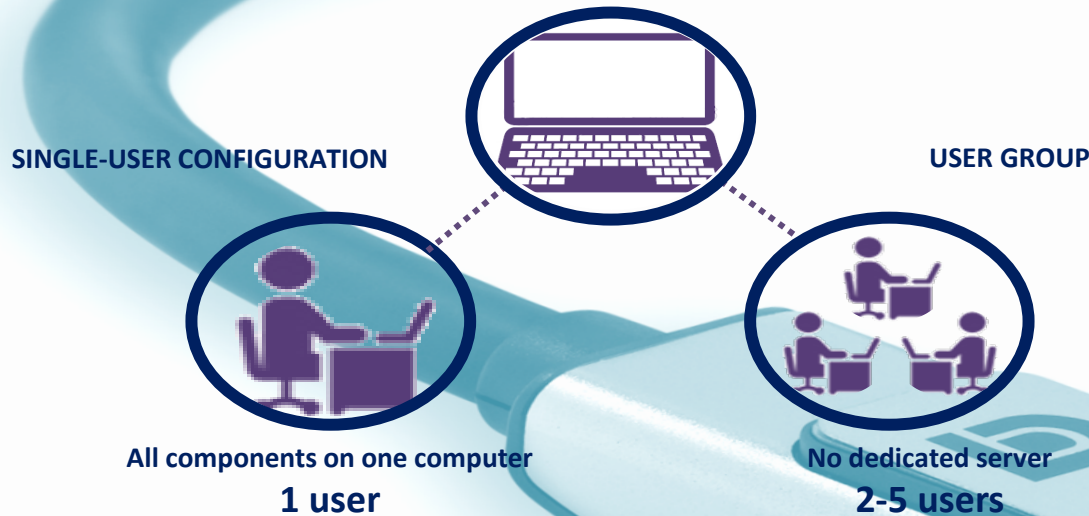 SINGLE-USER CONFIGURATION
USER GROUP
All components on one computer
1 user
No dedicated server
2-5 users